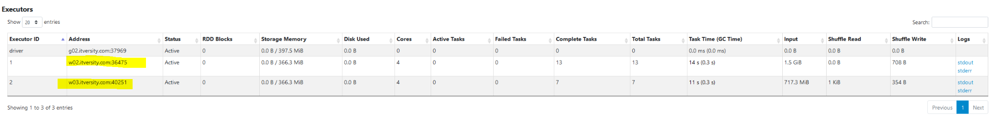 Executors
Show 20 entries Search:
Executor ID Address Status RDD Blocks Storage Memory Disk Used Cores Active Tasks Failed Tasks Complete Tasks Total Tasks Task Time (GC Time) Input Shuffle Read Shuffle Write Logs
driver g02.itversity.com:37969 Active 0 0.0 B / 397.5 MiB 0.0 B 0 0 0 0 0 0.0 ms (0.0 ms) 0.0 B 0.0 B 0.0 B
1 w02.itversity.com:36475 Active 0 0.0 B / 366.3 MiB 0.0 B 4 0 0 13 13 14 s (0.3 s) 1.5 GiB 0.0 B 708 B stdout
stderr
2 w03.itversity.com:40251 Active 0 0.0 B / 366.3 MiB 0.0 B 4 0 0 7 7 11 s (0.3 s) 717.3 MiB 1 KiB 354 B stdout
stderr
Showing 1 to 3 of 3 entries Previous 1 Next